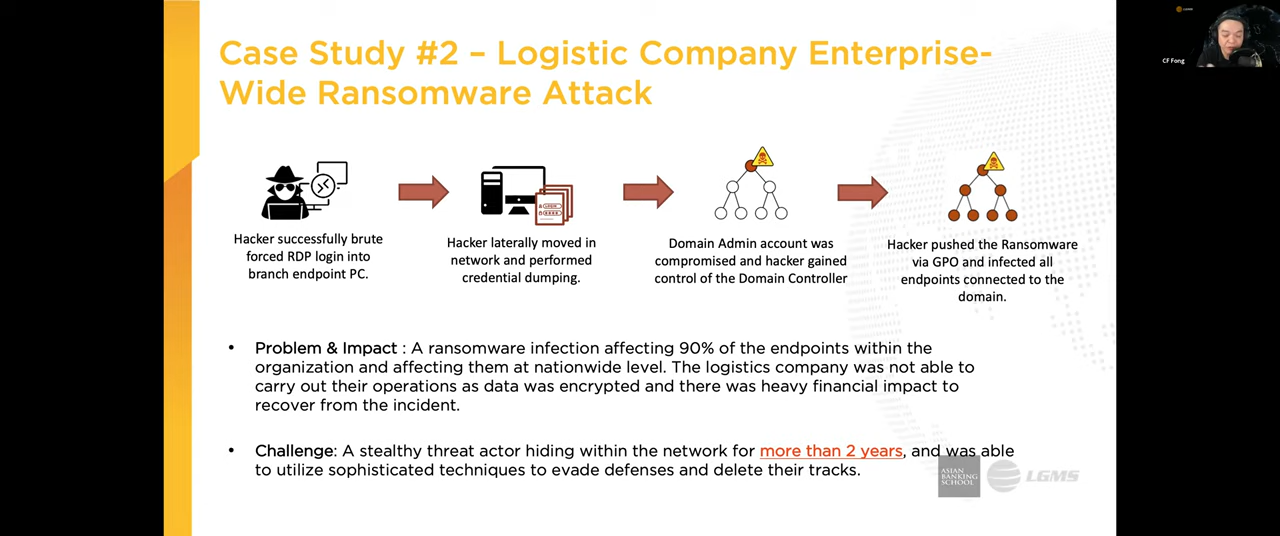 Case Study #2 – Logistic Company Enterprise-
Wide Ransomware Attack
LGMS
CF Fong
Hacker successfully brute
forced RDP login into
branch endpoint PC.
Hacker laterally moved in
network and performed
credential dumping.
Domain Admin account was
compromised and hacker gained
control of the Domain Controller
Hacker pushed the Ransomware
via GPO and infected all
endpoints connected to the
domain.
• Problem & Impact : A ransomware infection affecting 90% of the endpoints within the
organization and affecting them at nationwide level. The logistics company was not able to
carry out their operations as data was encrypted and there was heavy financial impact to
recover from the incident.
• Challenge: A stealthy threat actor hiding within the network for more than 2 years, and was able
to utilize sophisticated techniques to evade defenses and delete their tracks.
ASIAN
BANKING
SCHOOL
LGMS